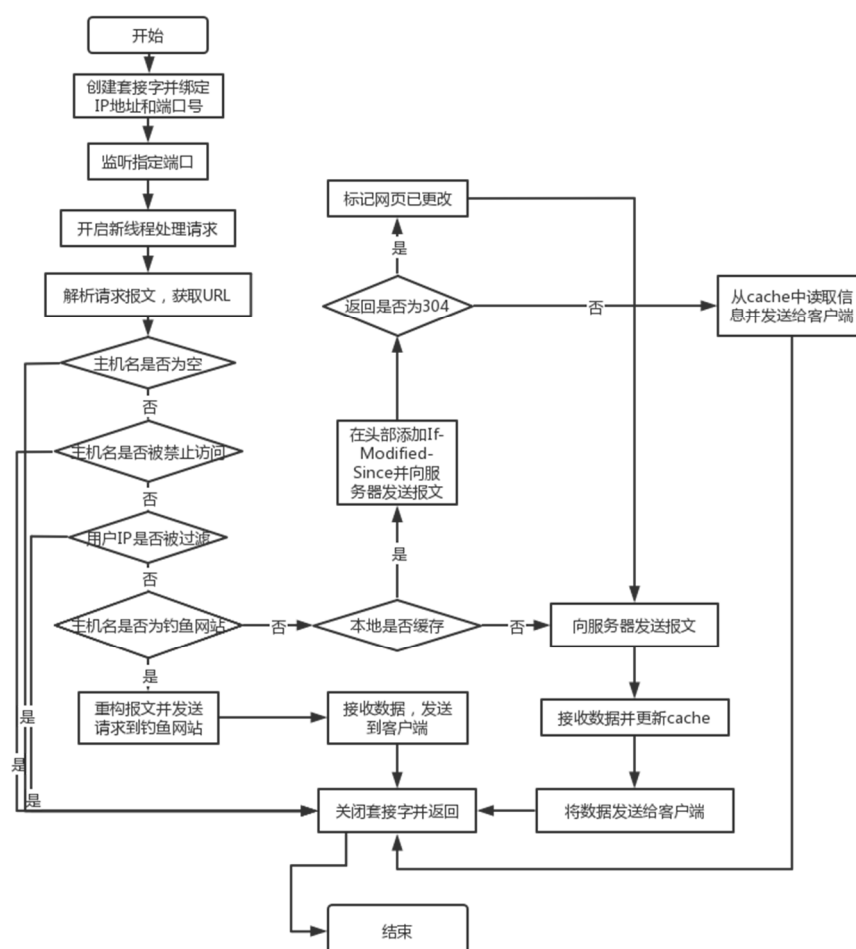 开始
创建套接字并绑定
IP地址和端口号
监听指定端口
开启新线程处理请求
解析请求报文，获取URL
主机名是否为空
否
主机名是否被禁止访问
否
用户IP是否被过滤
否
主机名是否为钓鱼网站
是
重构报文并发送
请求到钓鱼网站
是
是
是
标记网页已更改
是
返回是否为304
否
从cache中读取信
息并发送给客户端
在头部添加If-
Modified-
Since并向服
务器发送报文
是
否
本地是否缓存
否
向服务器发送报文
接收数据，发送
到客户端
接收数据并更新cache
关闭套接字并返回
将数据发送给客户端
结束